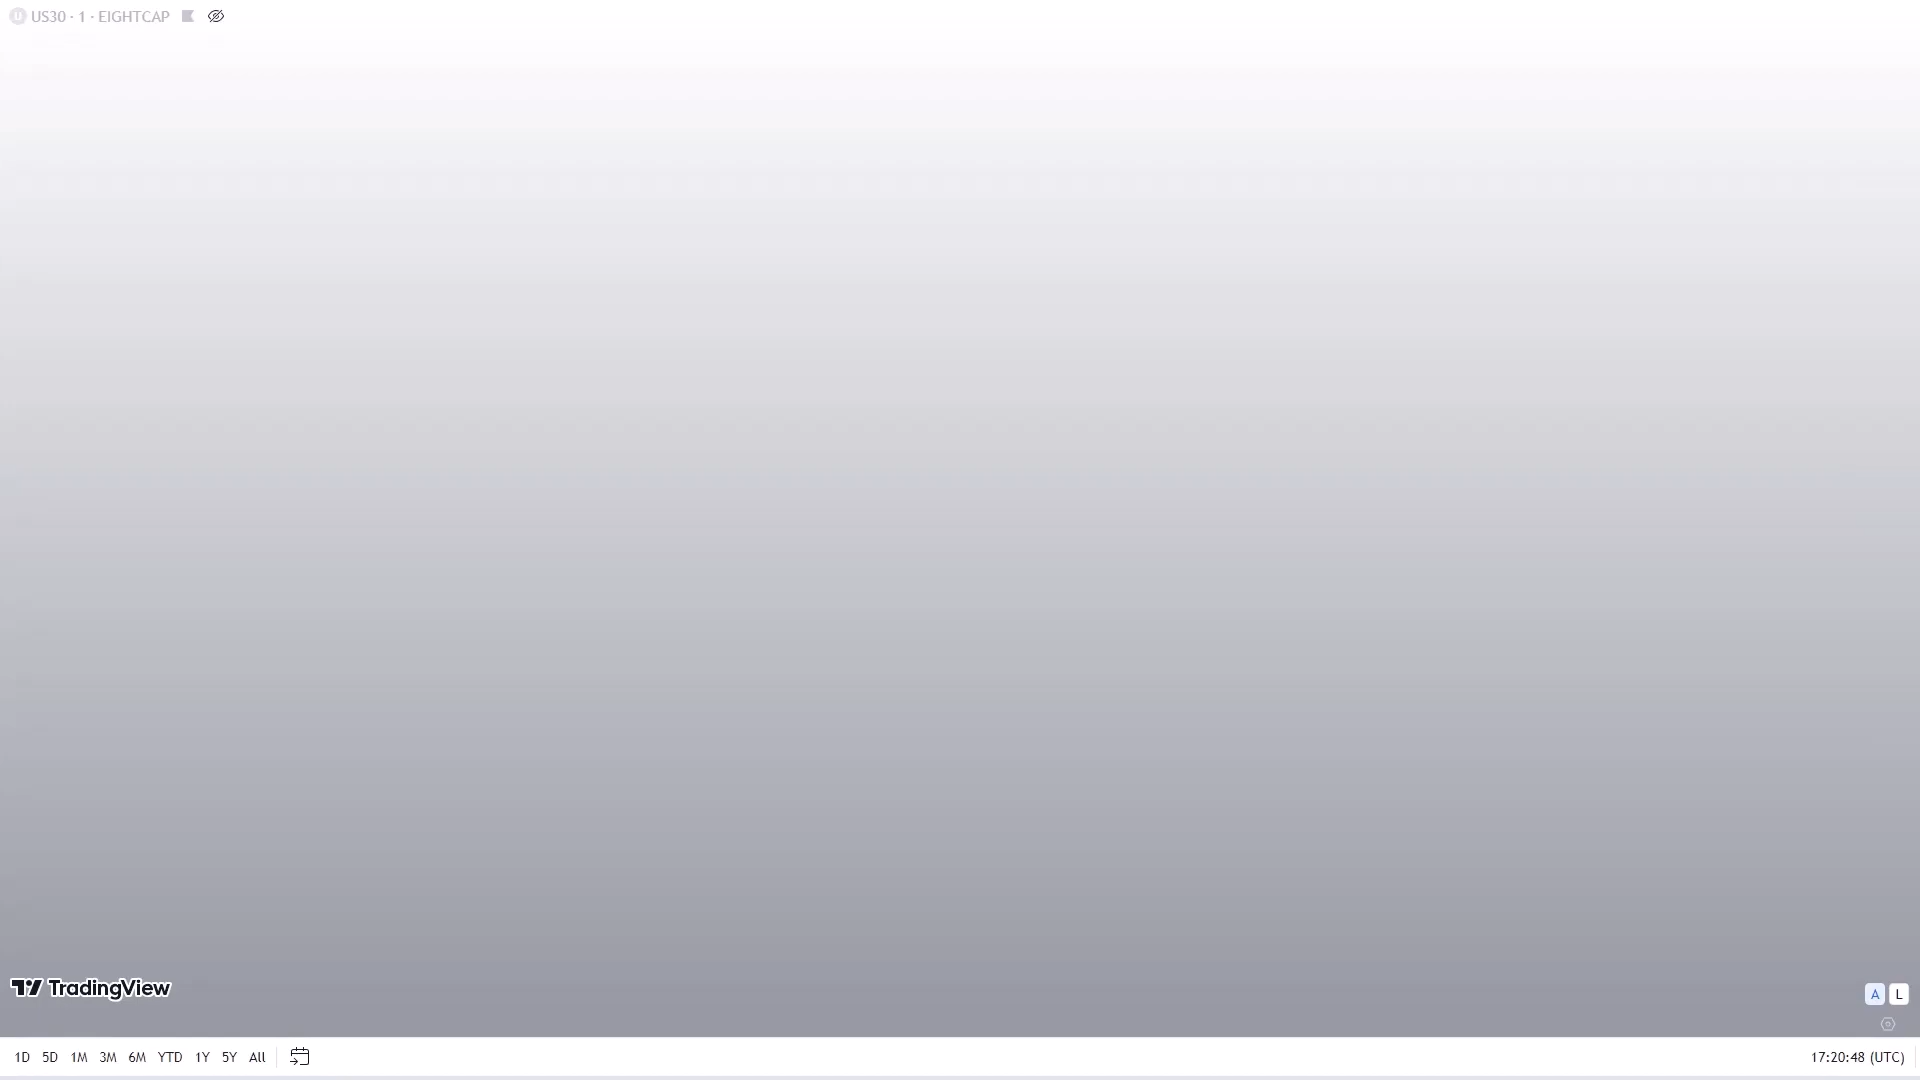 U US30 · 1 · EIGHTCAP
TradingView
A L
1D 5D 1M 3M 6M YTD 1Y 5Y All
17:20:48 (UTC)